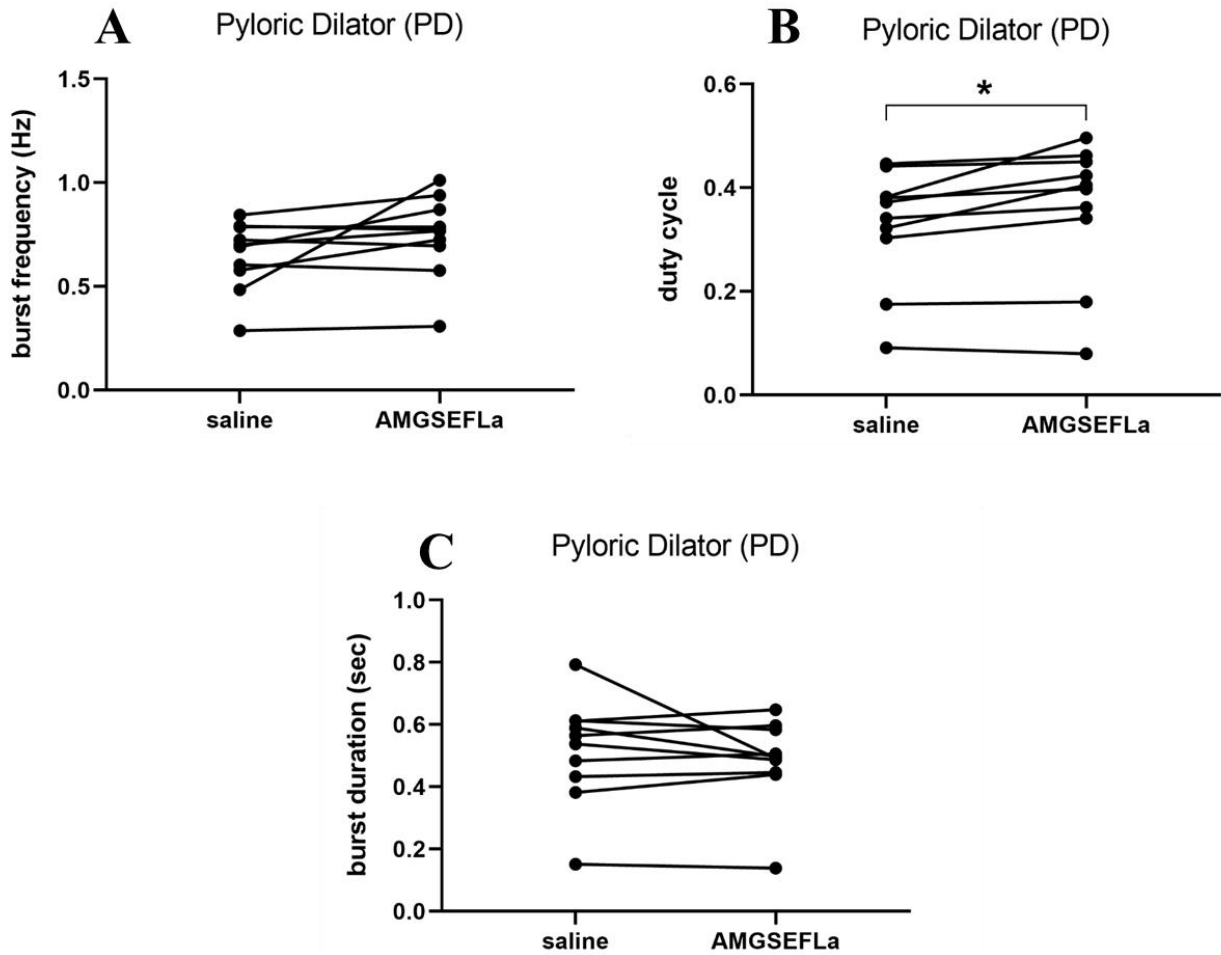 A
Pyloric Dilator (PD)
burst frequency (Hz)
1.5
1.0
0.5
0.0
saline
AMGSEFLa
B
Pyloric Dilator (PD)
duty cycle
0.6
0.4
0.2
0.0
*
saline
AMGSEFLa
C
Pyloric Dilator (PD)
burst duration (sec)
1.0
0.8
0.6
0.4
0.2
0.0
saline
AMGSEFLa